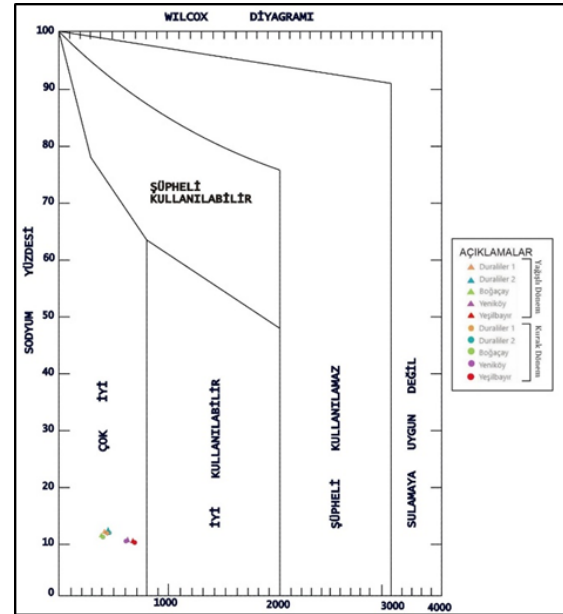 WILCOX DİYAGRAMI
100
90
80
70
60
50
40
30
20
10
0
1000
2000
3000
4000
SODYUM YÜZDESİ
ŞÜPHELİ
KULLANILABİLİR
ÇOK İYİ
İYİ KULLANILABİLİR
ŞÜPHELİ KULLANILAMAZ
SULAMAYA UYGUN DEĞİL
AÇIKLAMALAR
Duraliler 1
Duraliler 2
Boğaçay
Yeniköy
Yeşilbayır
Yağışlı Dönem
Duraliler 1
Duraliler 2
Boğaçay
Yeniköy
Yeşilbayır
Kurak Dönem